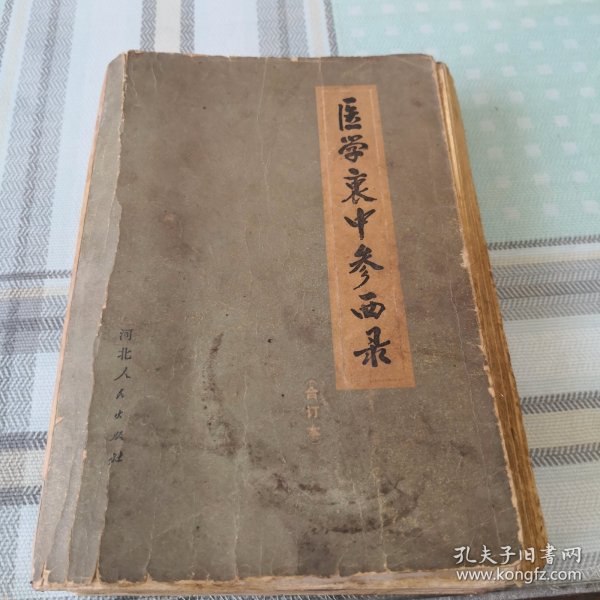 医学衷中参西录
（合订本）
河北人民出版社
孔夫子旧书网
www.kongfz.com